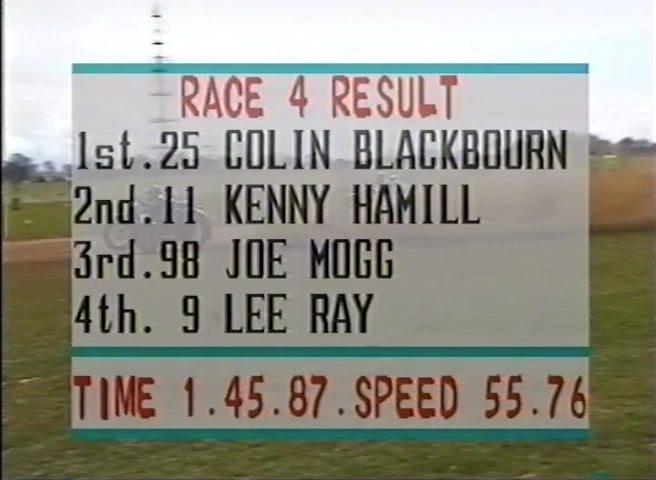 RACE 4 RESULT
1st.25 COLIN BLACKBOURN
2nd.11 KENNY HAMILL
3rd.98 JOE MOGG
4th. 9 LEE RAY
TIME 1.45.87.SPEED 55.76